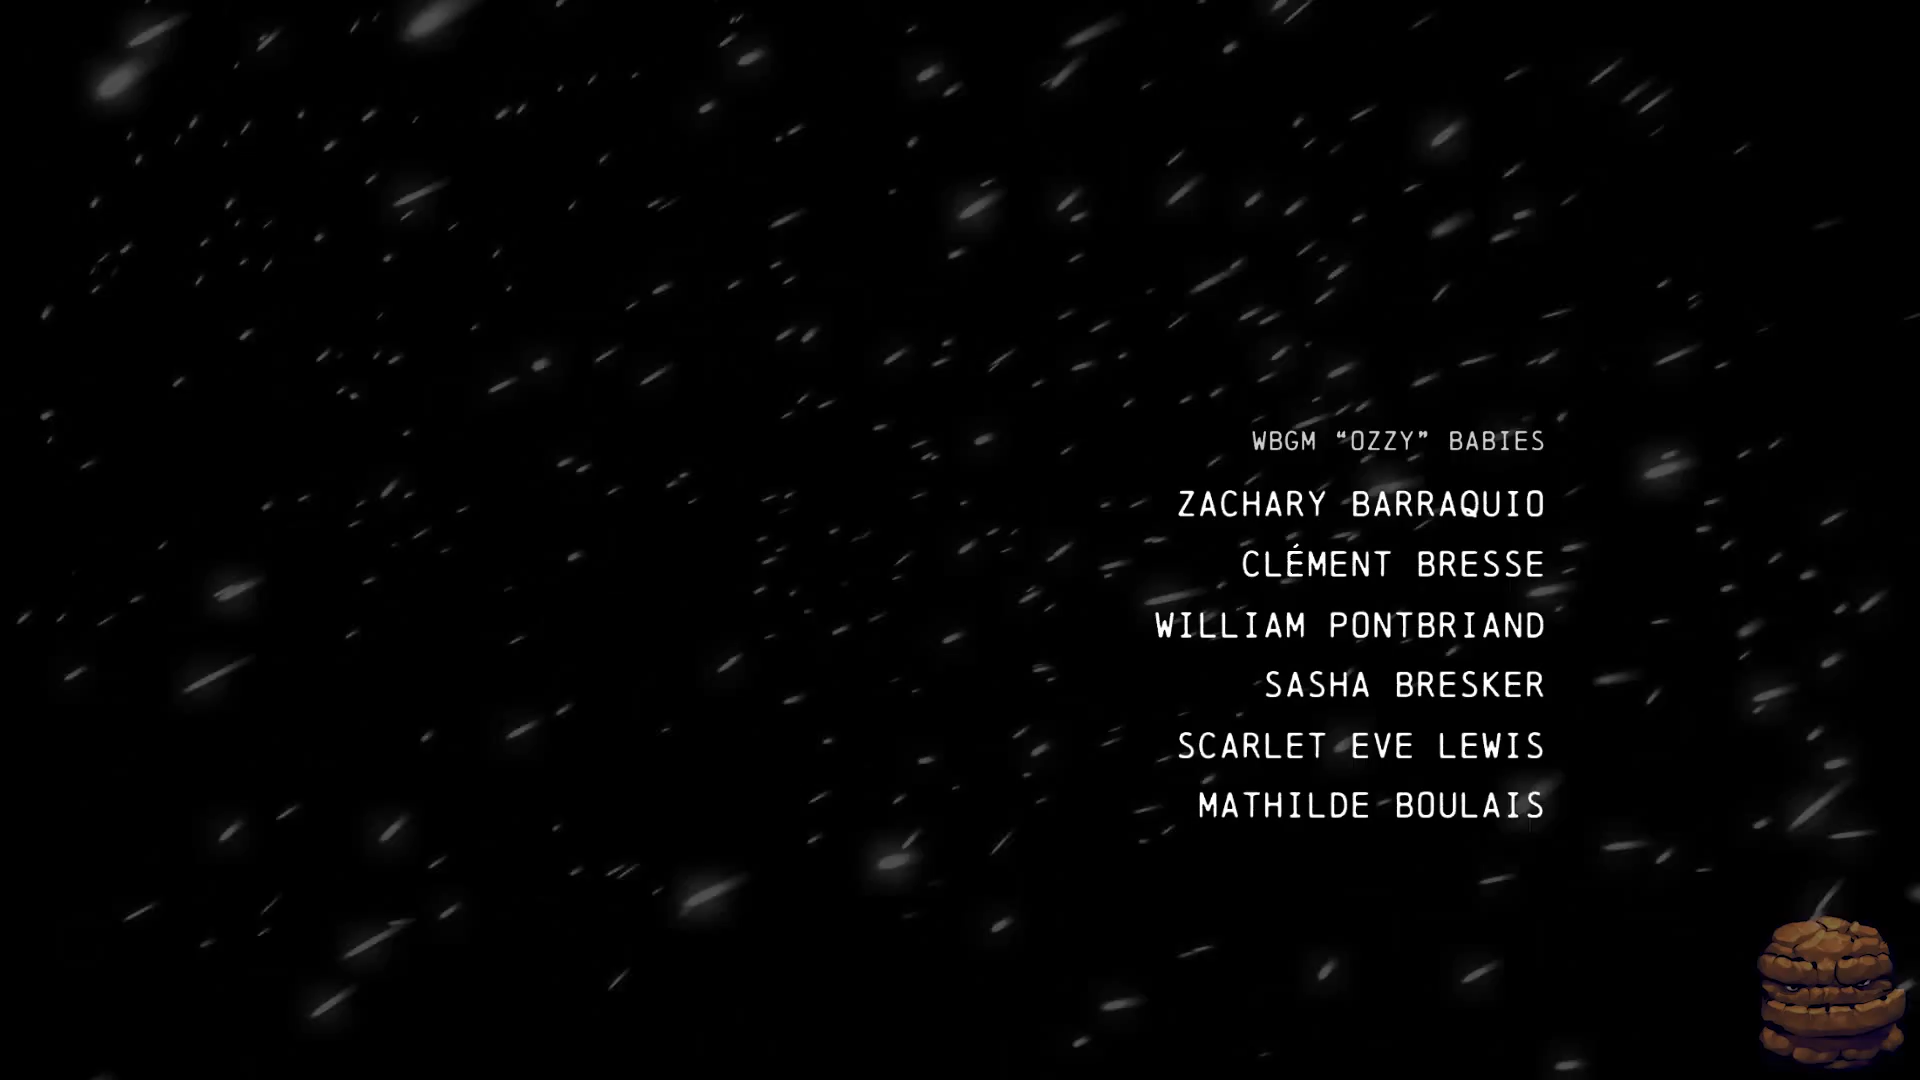 WBGM “OZZY” BABIES
ZACHARY BARRAQUIO
CLÉMENT BRESSE
WILLIAM PONTBRIAND
SASHA BRESKER
SCARLET EVE LEWIS
MATHILDE BOULAIS